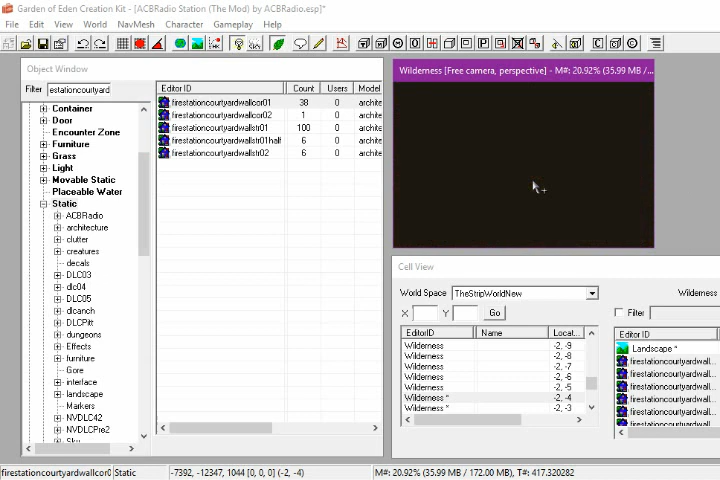 Garden of Eden Creation Kit - [ACBRadio Station (The Mod) by ACBRadio.esp]*
File Edit View World NavMesh Character Gameplay Help
Object Window
Filter estationcourtyard
Container
Door
Encounter Zone
Furniture
Grass
Light
Movable Static
Placeable Water
Static
ACBRadio
architecture
clutter
creatures
decals
DLC03
dlc04
DLC05
dlcanch
DLCPitt
dungeons
Effects
furniture
Gore
interface
landscape
Markers
NVDLC42
NVDLCPre2
Sky
Editor ID Count Users Model
firestationcourtyardwallcor01 38 0 archite
firestationcourtyardwallcor02 1 0 archite
firestationcourtyardwallstr01 100 0 archite
firestationcourtyardwallstr01half 6 0 archite
firestationcourtyardwallstr02 6 0 archite
Wilderness [Free camera, perspective] - M#: 20.92% (35.99 MB /...
Cell View
World Space TheStripWorldNew Wilderness
X Y Go Filter
EditorID Name Locat...
Wilderness -2, -9
Wilderness -2, -8
Wilderness -2, -7
Wilderness -2, -6
Wilderness -2, -5
Wilderness * -2, -4
Wilderness * -2, -3
Editor ID
Landscape *
firestationcourtyardwall...
firestationcourtyardwall...
firestationcourtyardwall...
firestationcourtyardwall...
firestationcourtyardwall...
firestationcourtyardwall...
firestationcourtyardwallcor0 Static -7392, -12347, 1044 [0, 0, 0] (-2, -4) M#: 20.92% (35.99 MB / 172.00 MB), T#: 417.320282